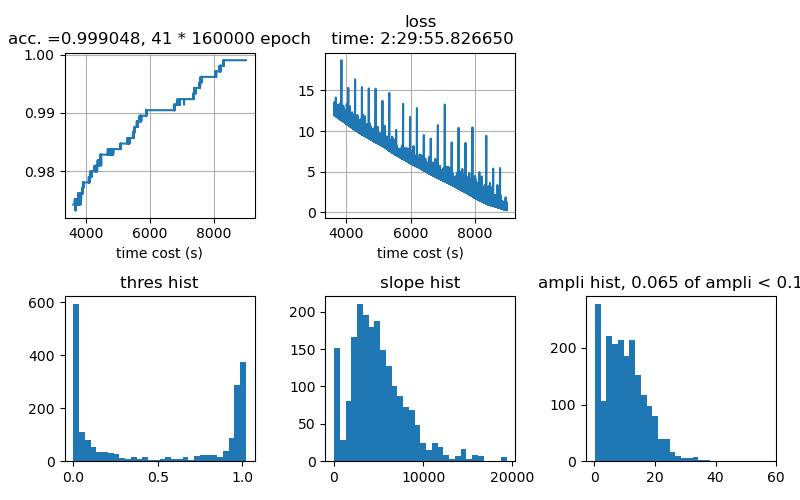 acc. =0.999048, 41 * 160000 epoch
1.00
0.99
0.98
4000 6000 8000
time cost (s)
loss
time: 2:29:55.826650
15
10
5
0
4000 6000 8000
time cost (s)
thres hist
600
400
200
0
0.0 0.5 1.0
slope hist
200
150
100
50
0
0 10000 20000
ampli hist, 0.065 of ampli < 0.1
200
100
0
0 20 40 60